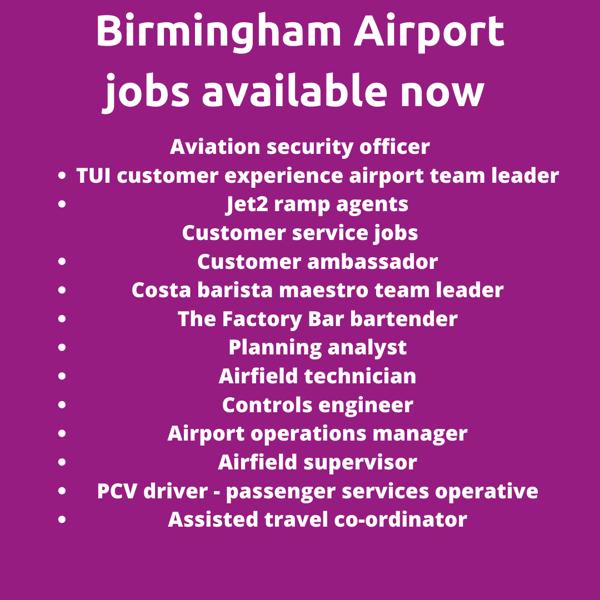 Birmingham Airport
jobs available now
Aviation security officer
• TUI customer experience airport team leader
• Jet2 ramp agents
Customer service jobs
• Customer ambassador
• Costa barista maestro team leader
• The Factory Bar bartender
• Planning analyst
• Airfield technician
• Controls engineer
• Airport operations manager
• Airfield supervisor
• PCV driver - passenger services operative
• Assisted travel co-ordinator